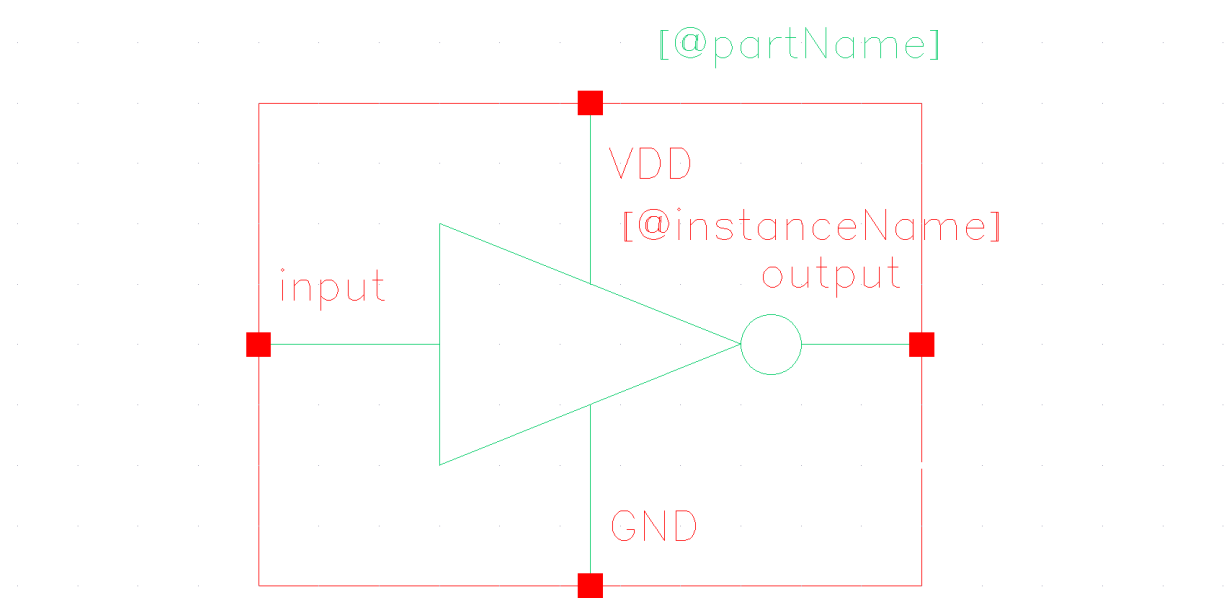 [@partName]
VDD
[@instanceName]
output
input
GND